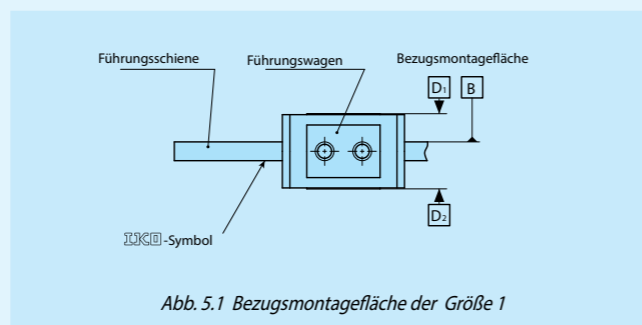 Führungsschiene
Führungswagen
Bezugsmontagefläche
D1
B
D2
IKO-Symbol
Abb. 5.1 Bezugsmontagefläche der Größe 1